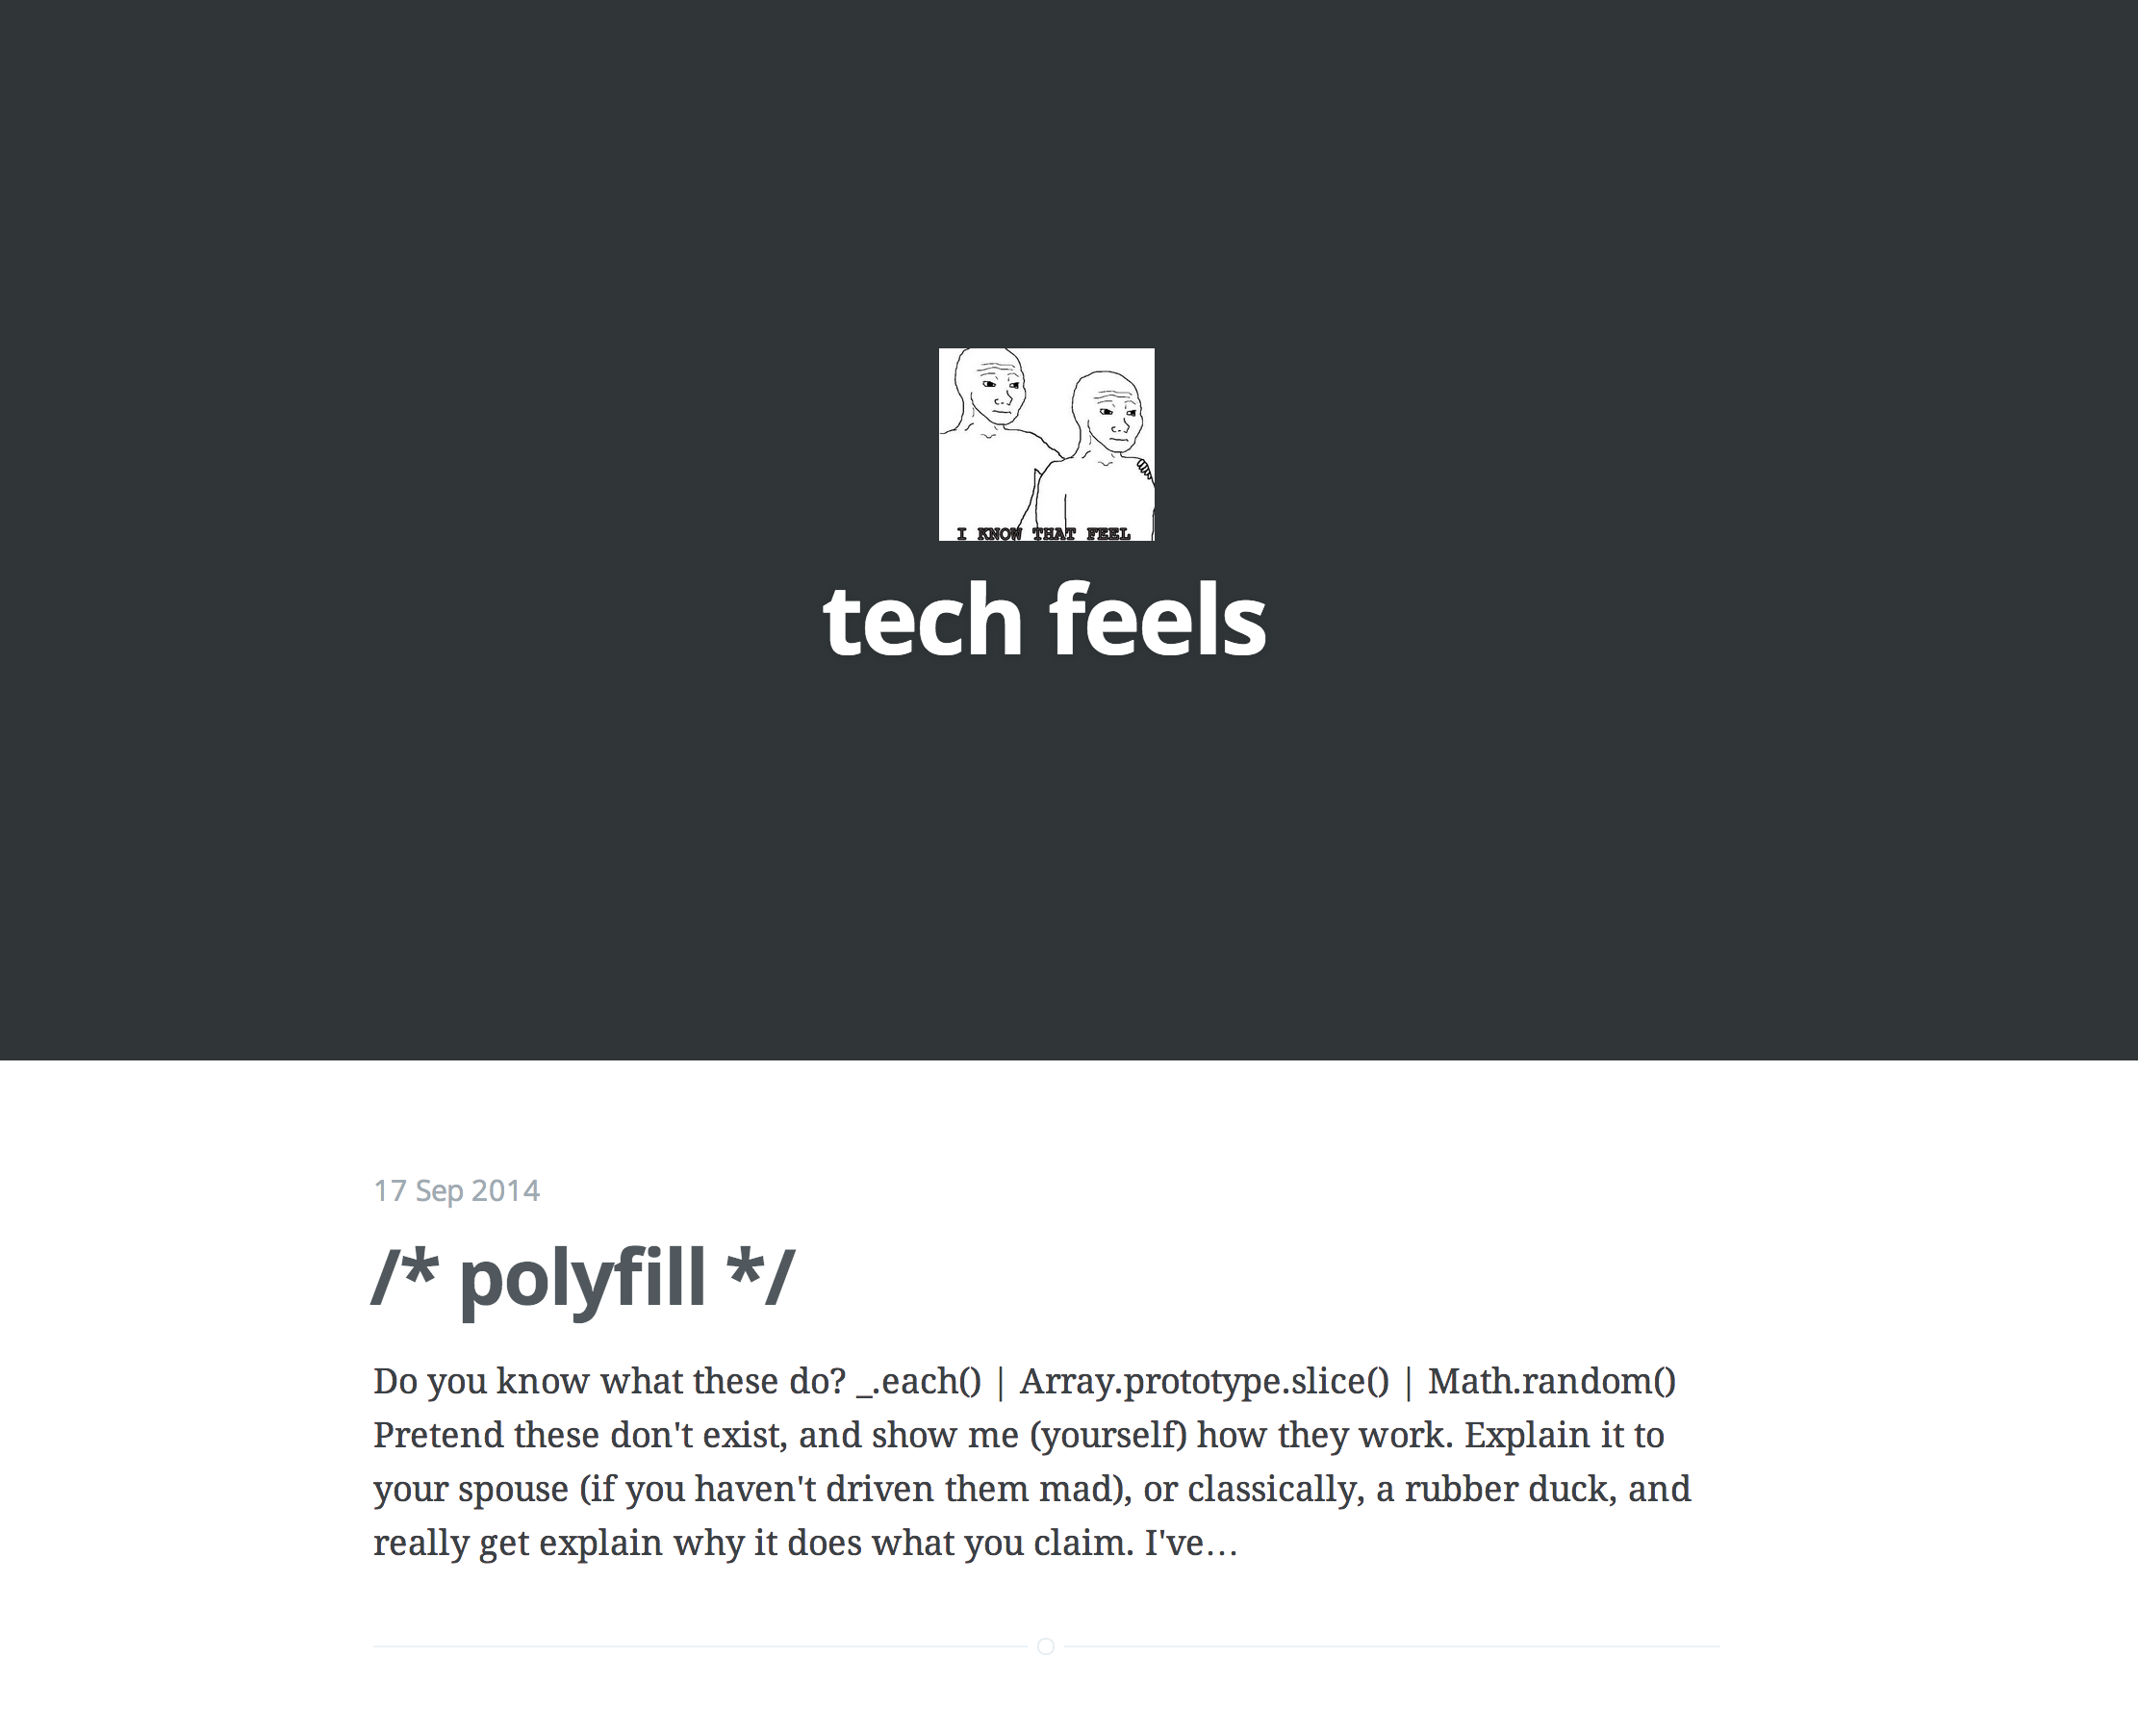 I KNOW THAT FEEL
tech feels
17 Sep 2014
/* polyfill */
Do you know what these do? _.each() | Array.prototype.slice() | Math.random()
Pretend these don't exist, and show me (yourself) how they work. Explain it to
your spouse (if you haven't driven them mad), or classically, a rubber duck, and
really get explain why it does what you claim. I've…